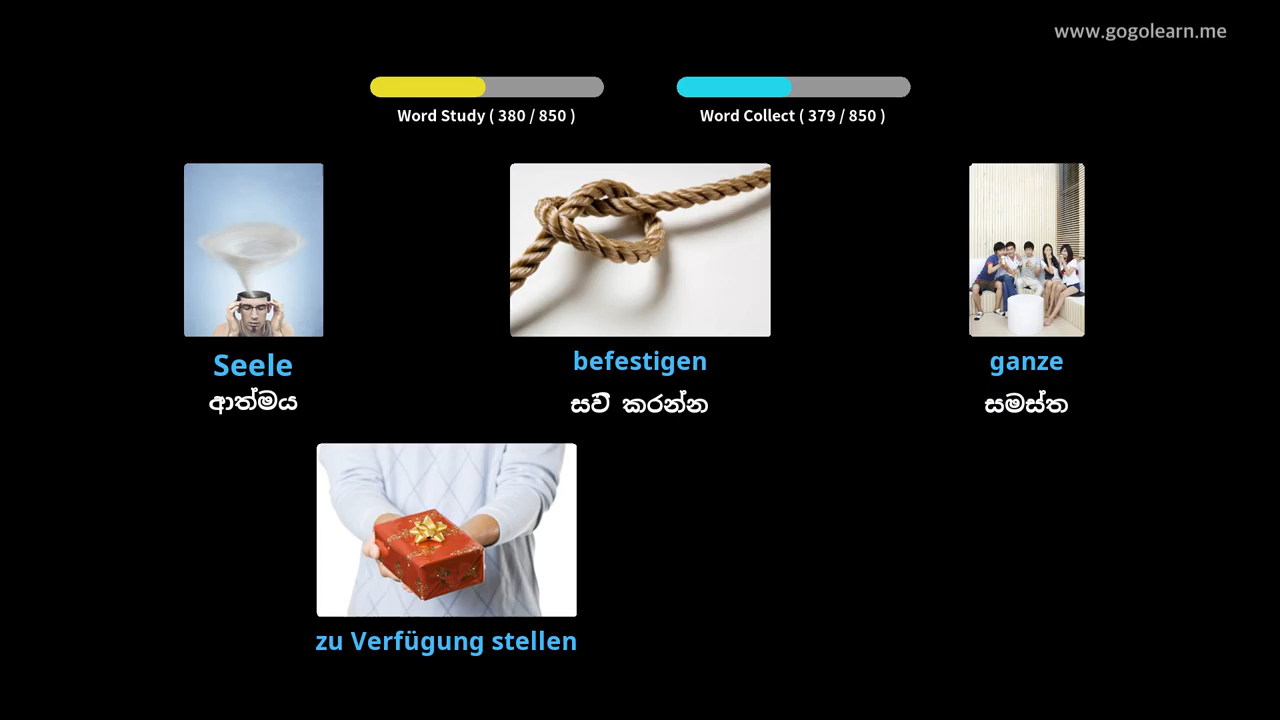 www.gogolearn.me
Word Study ( 380 / 850 )
Word Collect ( 379 / 850 )
Seele
ආත්මය
befestigen
සවි කරන්න
ganze
සමස්ත
zu Verfügung stellen